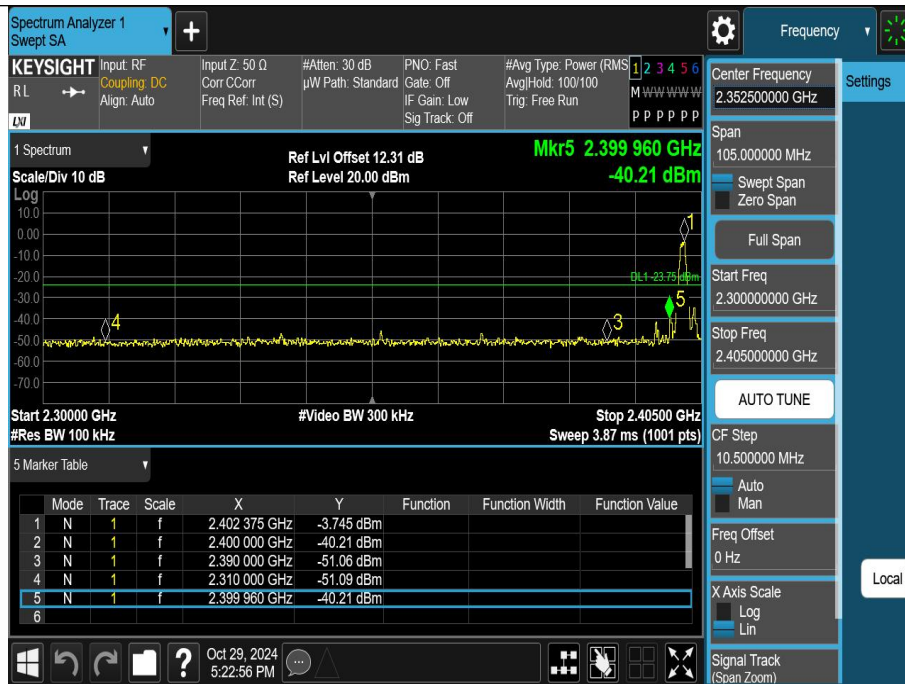 Spectrum Analyzer 1
Swept SA
+
Frequency
KEYSIGHT
RL
LXI
Input: RF
Coupling: DC
Align: Auto
Input Z: 50 Ω
Corr CCorr
Freq Ref: Int (S)
#Atten: 30 dB
µW Path: Standard
PNO: Fast
Gate: Off
IF Gain: Low
Sig Track: Off
#Avg Type: Power (RMS
Avg|Hold: 100/100
Trig: Free Run
1 2 3 4 5 6
M W W W W W
P P P P P P
1 Spectrum
Scale/Div 10 dB
Ref Lvl Offset 12.31 dB
Ref Level 20.00 dBm
Mkr5 2.399 960 GHz
-40.21 dBm
Log
10.0
0.00
-10.0
-20.0
-30.0
-40.0
-50.0
-60.0
-70.0
1
DL1 -23.75 dBm
5
4
3
Start 2.30000 GHz
#Video BW 300 kHz
Stop 2.40500 GHz
#Res BW 100 kHz
Sweep 3.87 ms (1001 pts)
5 Marker Table
Mode Trace Scale X Y Function Function Width Function Value
1 N 1 f 2.402 375 GHz -3.745 dBm
2 N 1 f 2.400 000 GHz -40.21 dBm
3 N 1 f 2.390 000 GHz -51.06 dBm
4 N 1 f 2.310 000 GHz -51.09 dBm
5 N 1 f 2.399 960 GHz -40.21 dBm
6
?
Oct 29, 2024
5:22:56 PM
Center Frequency
2.352500000 GHz
Span
105.000000 MHz
Swept Span
Zero Span
Full Span
Start Freq
2.300000000 GHz
Stop Freq
2.405000000 GHz
AUTO TUNE
CF Step
10.500000 MHz
Auto
Man
Freq Offset
0 Hz
X Axis Scale
Log
Lin
Signal Track
(Span Zoom)
Settings
Local